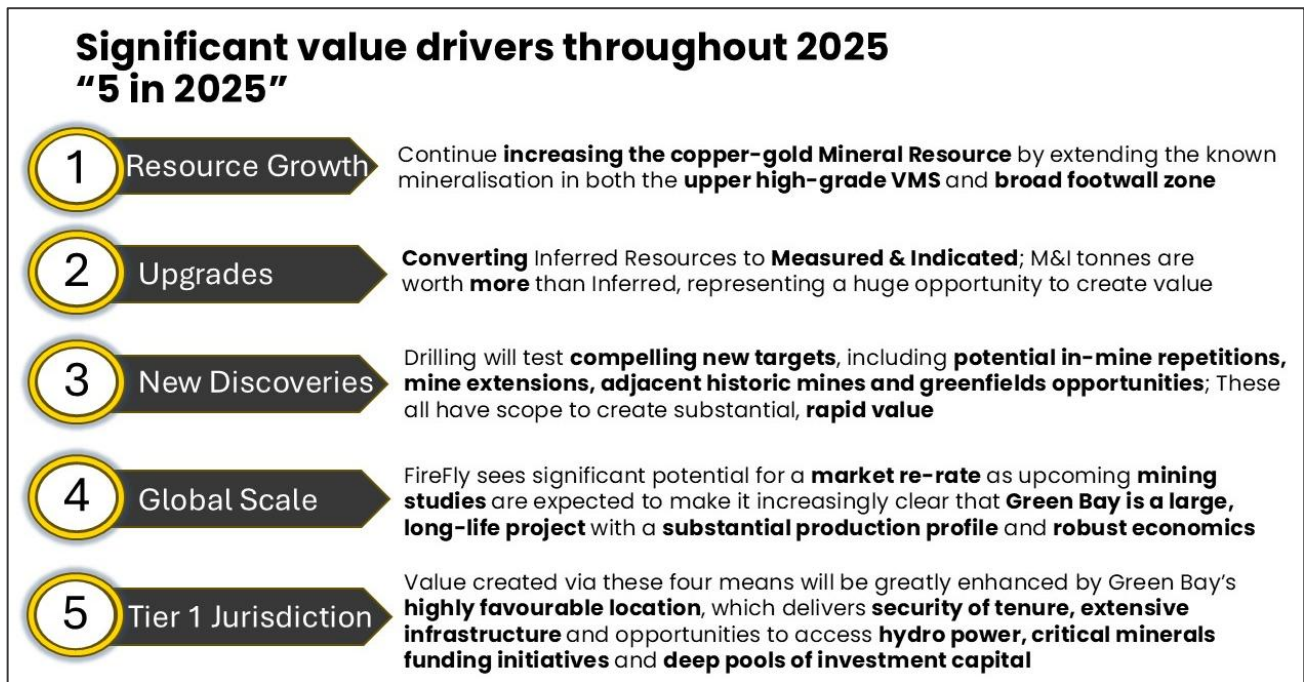 Significant value drivers throughout 2025
“5 in 2025”
1
Resource Growth
Continue increasing the copper-gold Mineral Resource by extending the known
mineralisation in both the upper high-grade VMS and broad footwall zone
2
Upgrades
Converting Inferred Resources to Measured & Indicated; M&I tonnes are
worth more than Inferred, representing a huge opportunity to create value
3
New Discoveries
Drilling will test compelling new targets, including potential in-mine repetitions,
mine extensions, adjacent historic mines and greenfields opportunities; These
all have scope to create substantial, rapid value
4
Global Scale
FireFly sees significant potential for a market re-rate as upcoming mining
studies are expected to make it increasingly clear that Green Bay is a large,
long-life project with a substantial production profile and robust economics
5
Tier 1 Jurisdiction
Value created via these four means will be greatly enhanced by Green Bay’s
highly favourable location, which delivers security of tenure, extensive
infrastructure and opportunities to access hydro power, critical minerals
funding initiatives and deep pools of investment capital